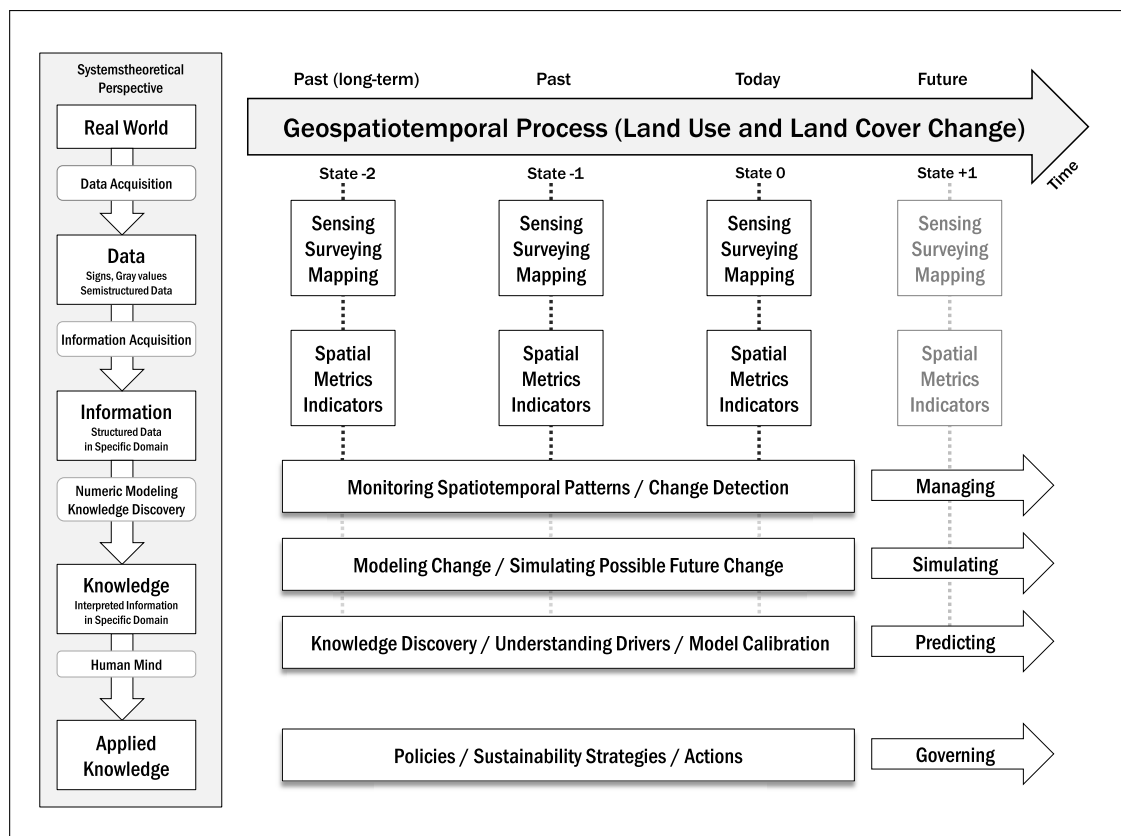 Systemstheoretical
Perspective
Real World
Data Acquisition
Data
Signs, Gray values
Semistructured Data
Information Acquisition
Information
Structured Data
in Specific Domain
Numeric Modeling
Knowledge Discovery
Knowledge
Interpreted Information
in Specific Domain
Human Mind
Applied
Knowledge
Past (long-term)
Past
Today
Future
Geospatiotemporal Process (Land Use and Land Cover Change)
Time
State -2
State -1
State 0
State +1
Sensing
Surveying
Mapping
Sensing
Surveying
Mapping
Sensing
Surveying
Mapping
Sensing
Surveying
Mapping
Spatial
Metrics
Indicators
Spatial
Metrics
Indicators
Spatial
Metrics
Indicators
Spatial
Metrics
Indicators
Monitoring Spatiotemporal Patterns / Change Detection
Managing
Modeling Change / Simulating Possible Future Change
Simulating
Knowledge Discovery / Understanding Drivers / Model Calibration
Predicting
Policies / Sustainability Strategies / Actions
Governing